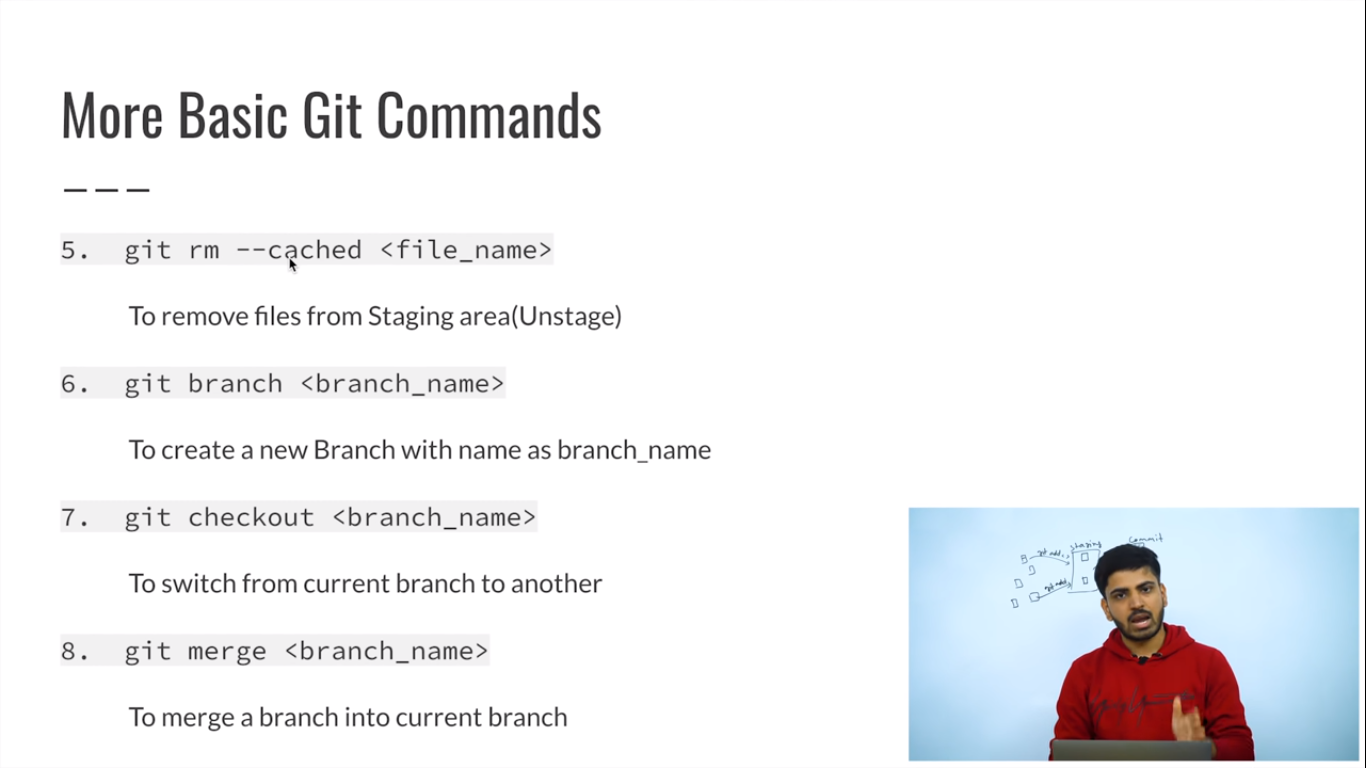 More Basic Git Commands
———
5. git rm --cached <file_name>
To remove files from Staging area(Unstage)
6. git branch <branch_name>
To create a new Branch with name as branch_name
7. git checkout <branch_name>
To switch from current branch to another
8. git merge <branch_name>
To merge a branch into current branch
staging
Commit
git add .
git add